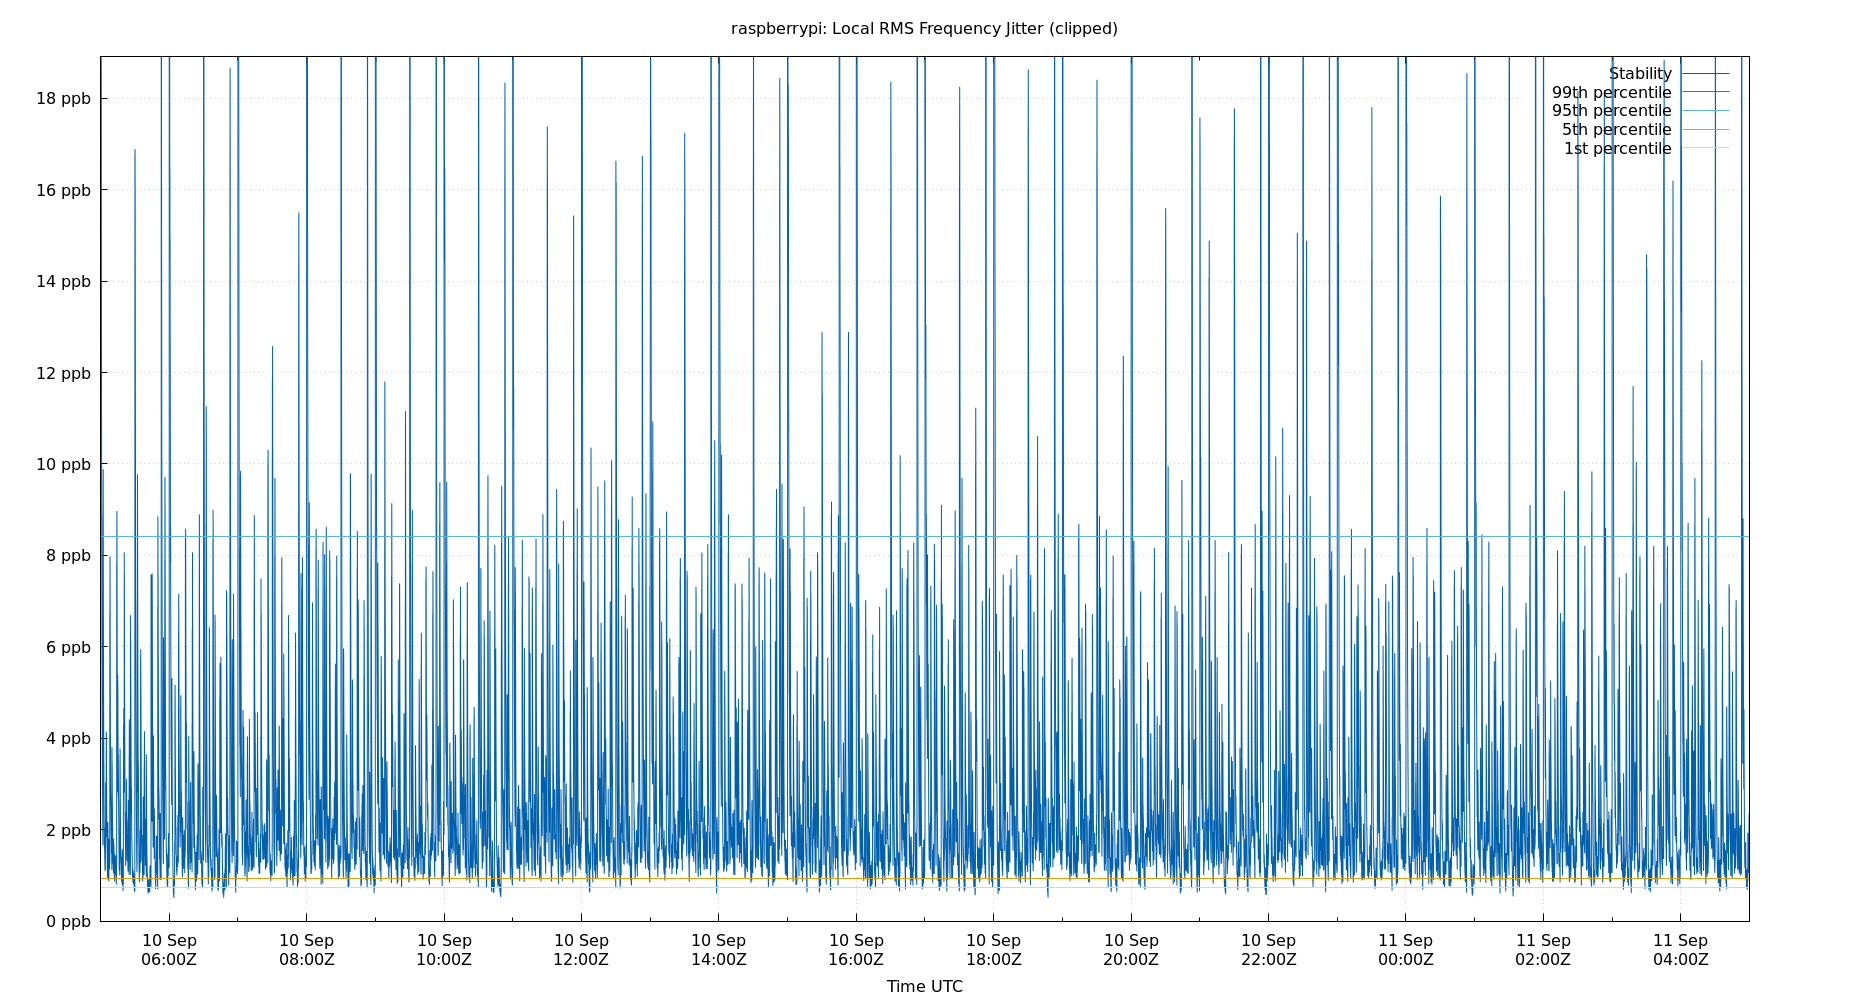 raspberrypi: Local RMS Frequency Jitter (clipped)
Stability
99th percentile
95th percentile
5th percentile
1st percentile
18 ppb
16 ppb
14 ppb
12 ppb
10 ppb
8 ppb
6 ppb
4 ppb
2 ppb
0 ppb
10 Sep 10 Sep 10 Sep 10 Sep 10 Sep 10 Sep 10 Sep 10 Sep 10 Sep 11 Sep 11 Sep 11 Sep
06:00Z 08:00Z 10:00Z 12:00Z 14:00Z 16:00Z 18:00Z 20:00Z 22:00Z 00:00Z 02:00Z 04:00Z
Time UTC